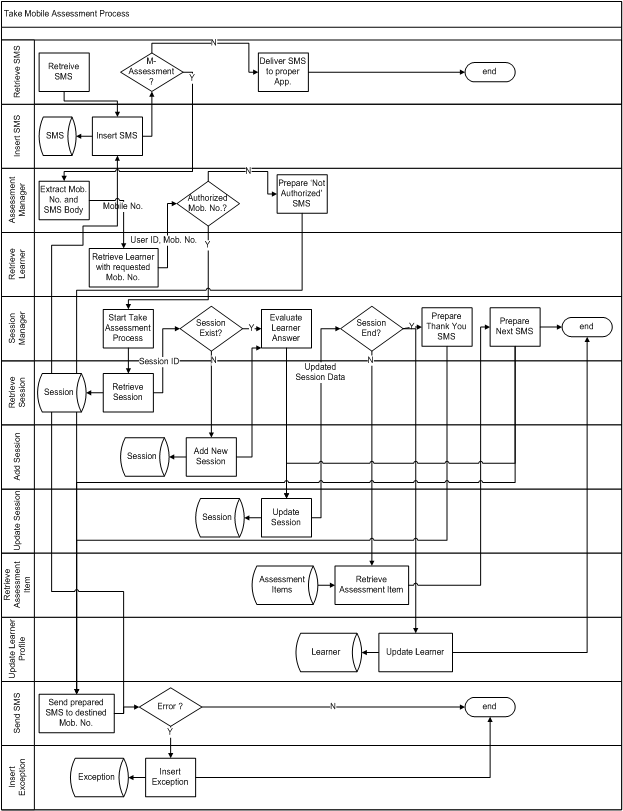 Take Mobile Assessment Process
Retrieve SMS
Retreive
SMS
M-
Assessment
?
N
Y
Deliver SMS
to proper
App.
end
Insert SMS
SMS
Insert SMS
Assessment
Manager
Extract Mob.
No. and
SMS Body
Mobile No.
Authorized
Mob. No.?
N
Y
Prepare 'Not
Authorized'
SMS
Retrieve
Learner
User ID, Mob. No.
Retrieve Learner
with requested
Mob. No.
Session
Manager
Start Take
Assessment
Process
Session
Exist?
Y
N
Evaluate
Learner
Answer
Session
End?
Y
N
Prepare
Thank You
SMS
Prepare
Next SMS
end
Retrieve
Session
Session ID
Session
Retrieve
Session
Updated
Session Data
Add Session
Session
Add New
Session
Update Session
Session
Update
Session
Retrieve
Assessment
Item
Assessment
Items
Retrieve
Assessment Item
Update Learner
Profile
Learner
Update Learner
Send SMS
Send prepared
SMS to destined
Mob. No.
Error ?
N
Y
end
Insert
Exception
Exception
Insert
Exception